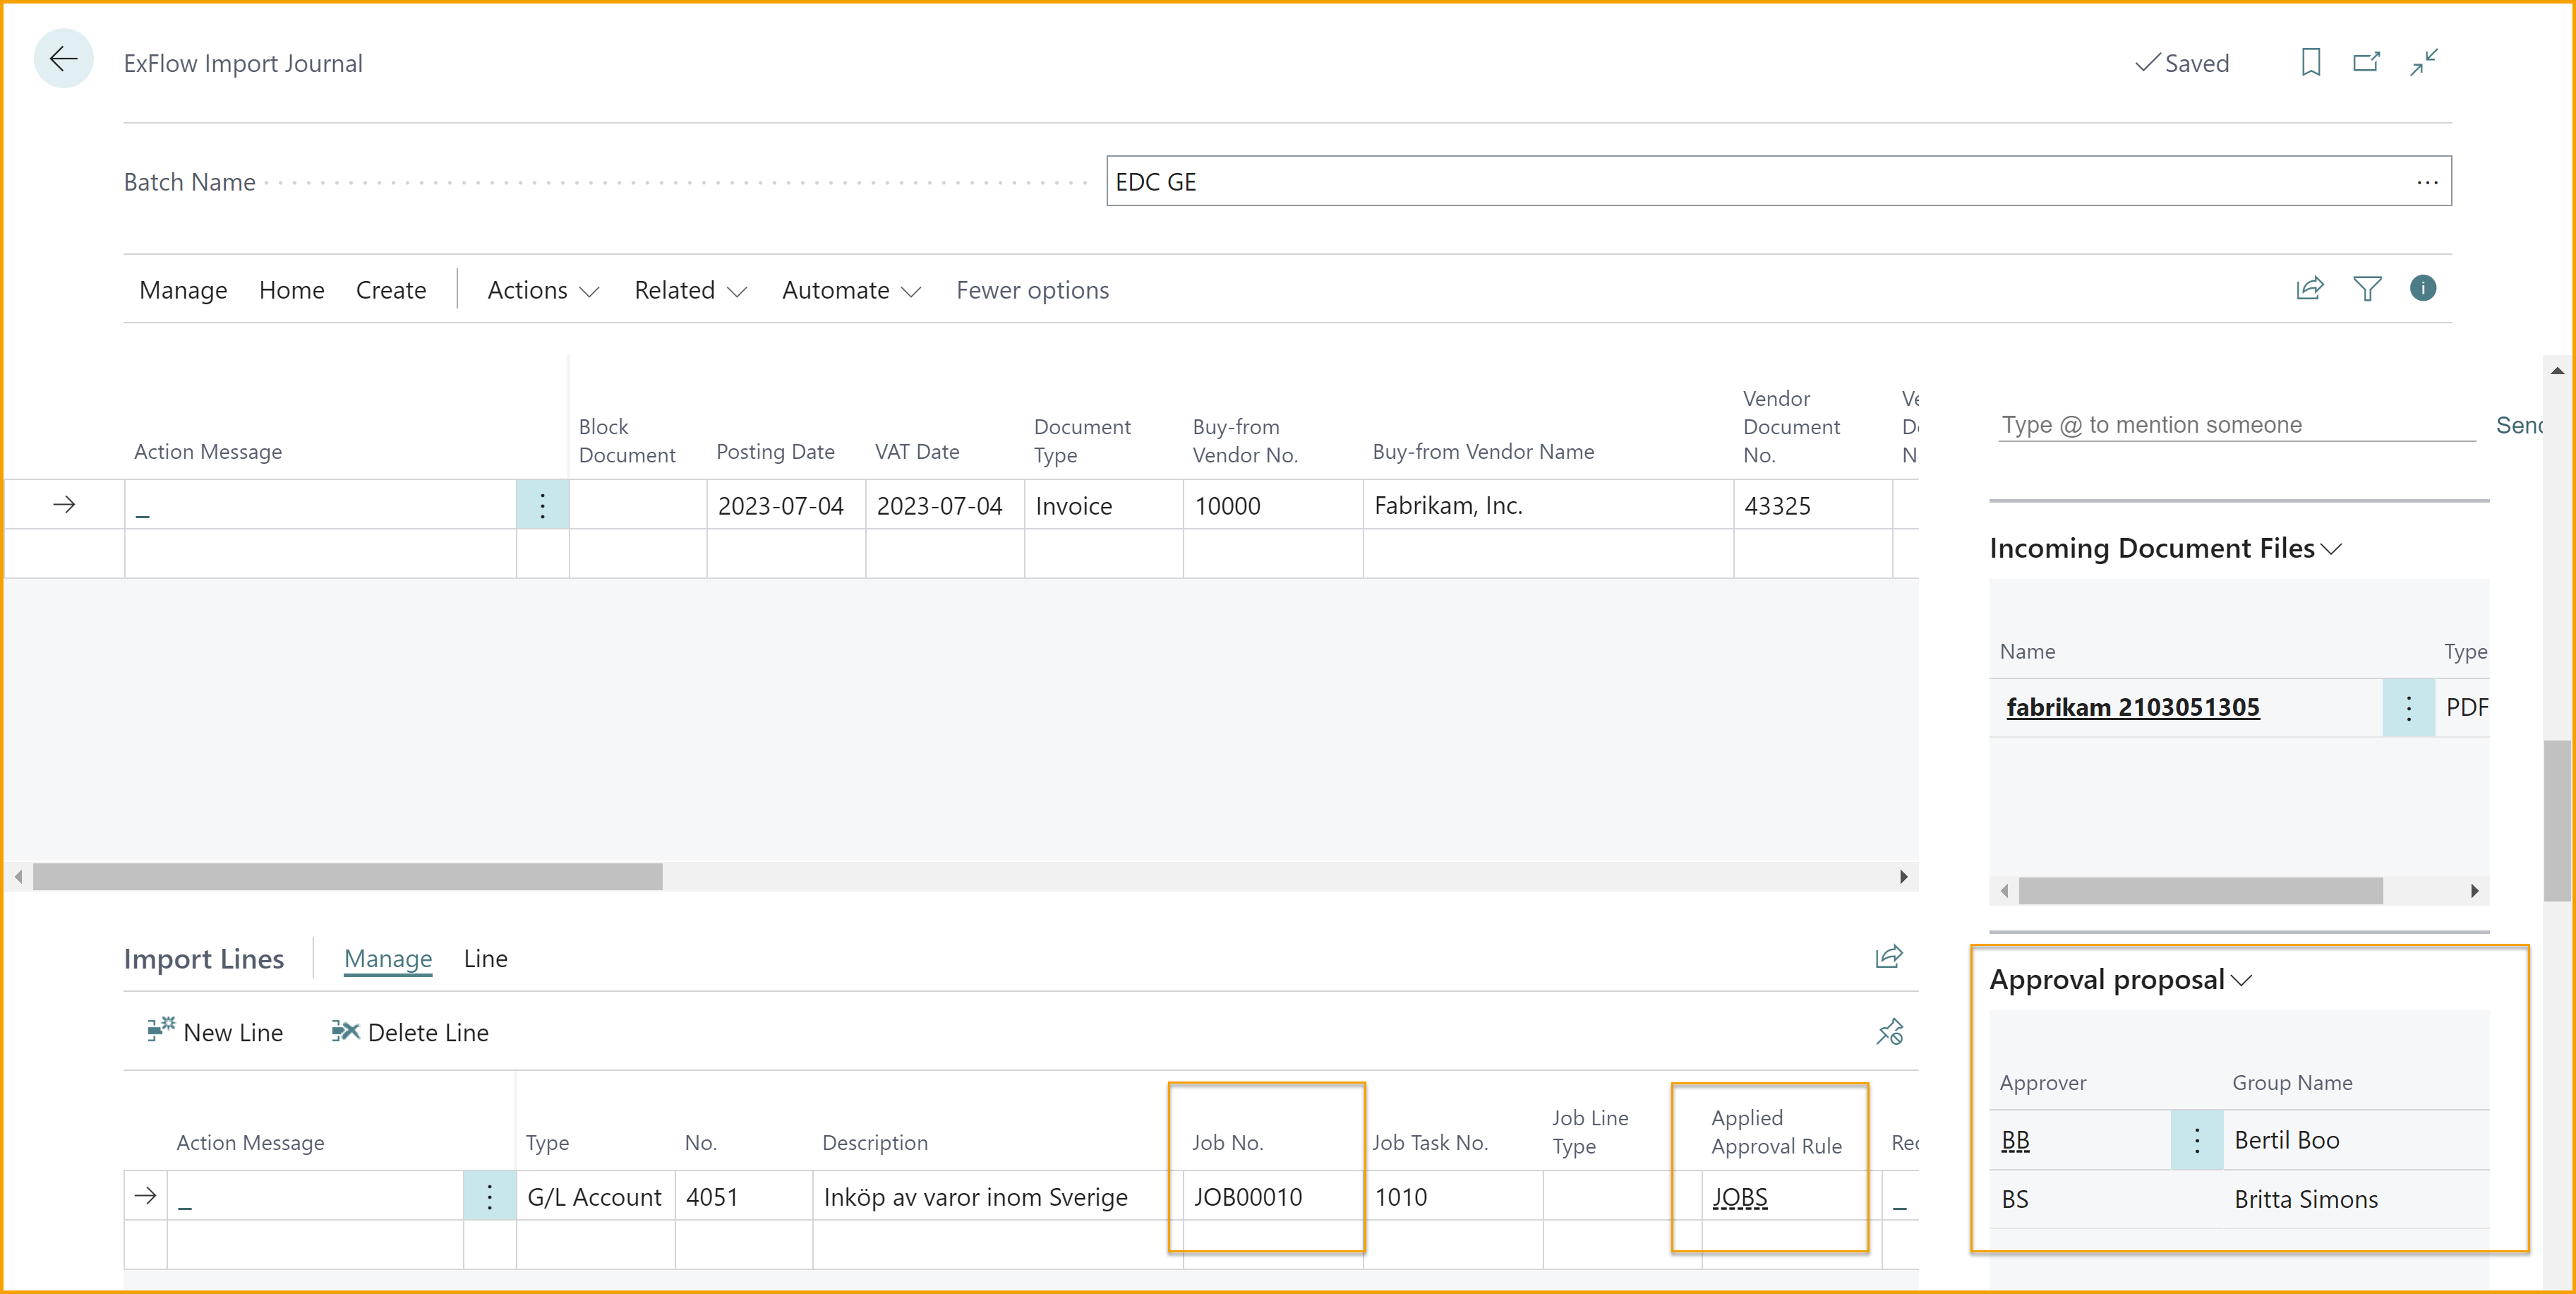 ExFlow Import Journal
Saved
Batch Name
EDC GE
Manage Home Create Actions Related Automate Fewer options
Action Message Block Document Posting Date VAT Date Document Type Buy-from Vendor No. Buy-from Vendor Name Vendor Document No.
_ 2023-07-04 2023-07-04 Invoice 10000 Fabrikam, Inc. 43325
Type @ to mention someone
Incoming Document Files
Name Type
fabrikam 2103051305 PDF
Import Lines Manage Line
New Line Delete Line
Action Message Type No. Description Job No. Job Task No. Job Line Type Applied Approval Rule
_ G/L Account 4051 Inköp av varor inom Sverige JOB00010 1010 JOBS _
Approval proposal
Approver Group Name
BB Bertil Boo
BS Britta Simons